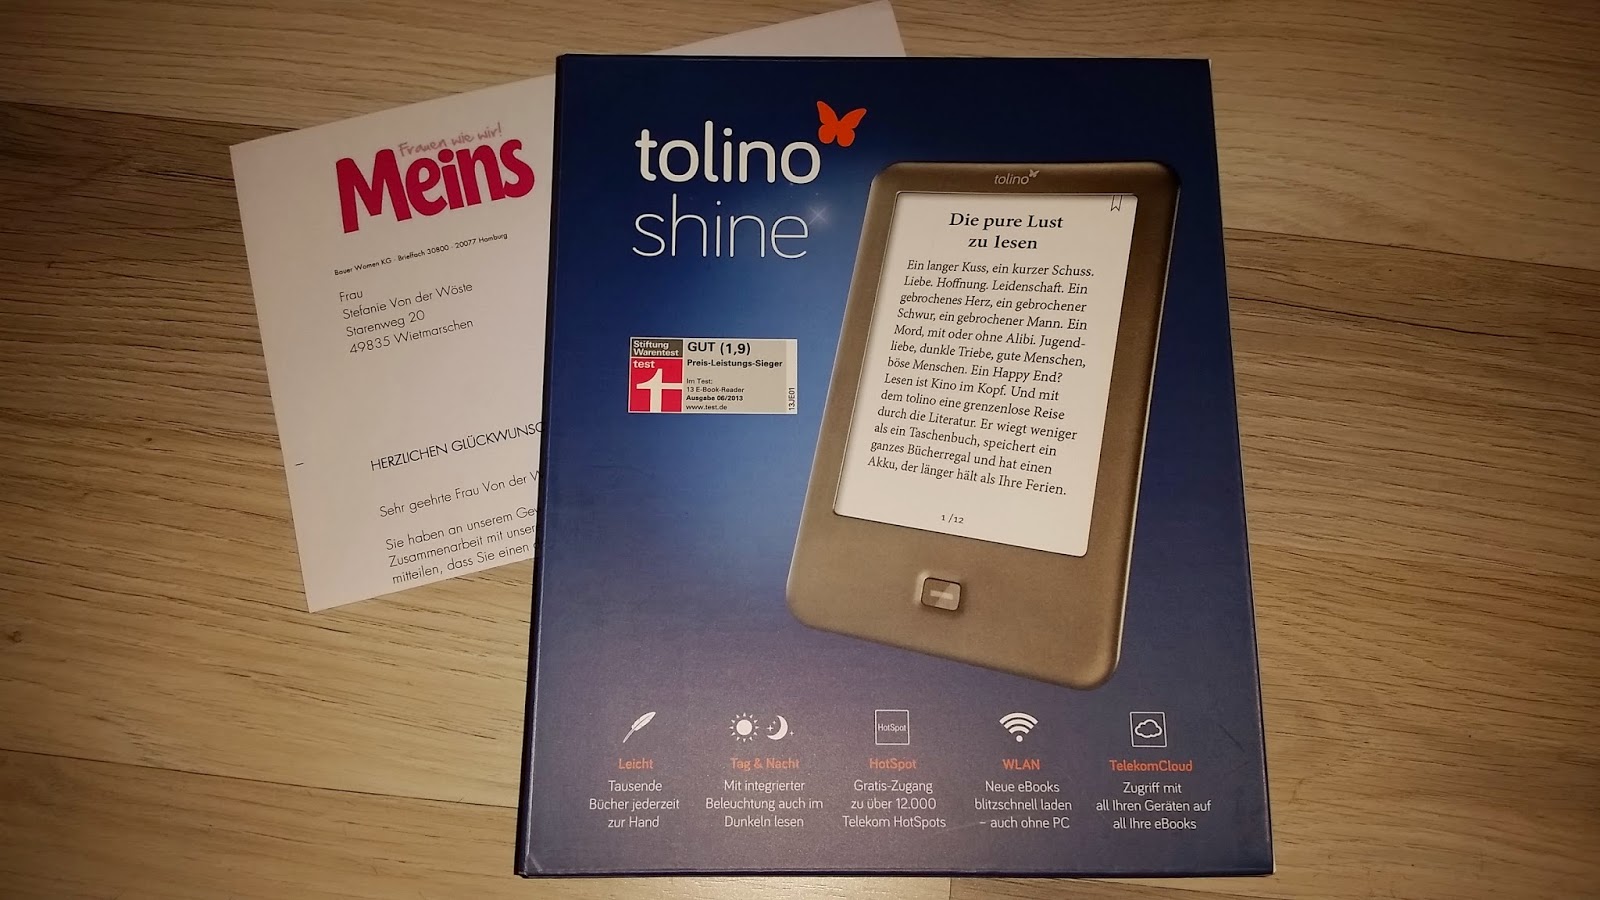 Frauen wie wir!
Meins
Bauer Women KG · Brieffach 30800 · 20077 Hamburg
Frau
Stefanie Von der Wöste
Starenweg 20
49835 Wietmarschen
HERZLICHEN GLÜCKWUNSC
Sehr geehrte Frau Von der W
Sie haben an unserem Gew
Zusammenarbeit mit unser
mitteilen, dass Sie einen
tolino
shine
Stiftung
Warentest
test
GUT (1,9)
Preis-Leistungs-Sieger
Im Test:
13 E-Book-Reader
Ausgabe 06/2013
www.test.de
13JE01
tolino
Die pure Lust
zu lesen
Ein langer Kuss, ein kurzer Schuss.
Liebe. Hoffnung. Leidenschaft. Ein
gebrochenes Herz, ein gebrochener
Schwur, ein gebrochener Mann. Ein
Mord, mit oder ohne Alibi. Jugend-
liebe, dunkle Triebe, gute Menschen,
böse Menschen. Ein Happy End?
Lesen ist Kino im Kopf. Und mit
dem tolino eine grenzenlose Reise
durch die Literatur. Er wiegt weniger
als ein Taschenbuch, speichert ein
ganzes Bücherregal und hat einen
Akku, der länger hält als Ihre Ferien.
1 /12
Leicht
Tausende
Bücher jederzeit
zur Hand
Tag & Nacht
Mit integrierter
Beleuchtung auch im
Dunkeln lesen
HotSpot
HotSpot
Gratis-Zugang
zu über 12.000
Telekom HotSpots
WLAN
Neue eBooks
blitzschnell laden
– auch ohne PC
TelekomCloud
Zugriff mit
all Ihren Geräten auf
all Ihre eBooks